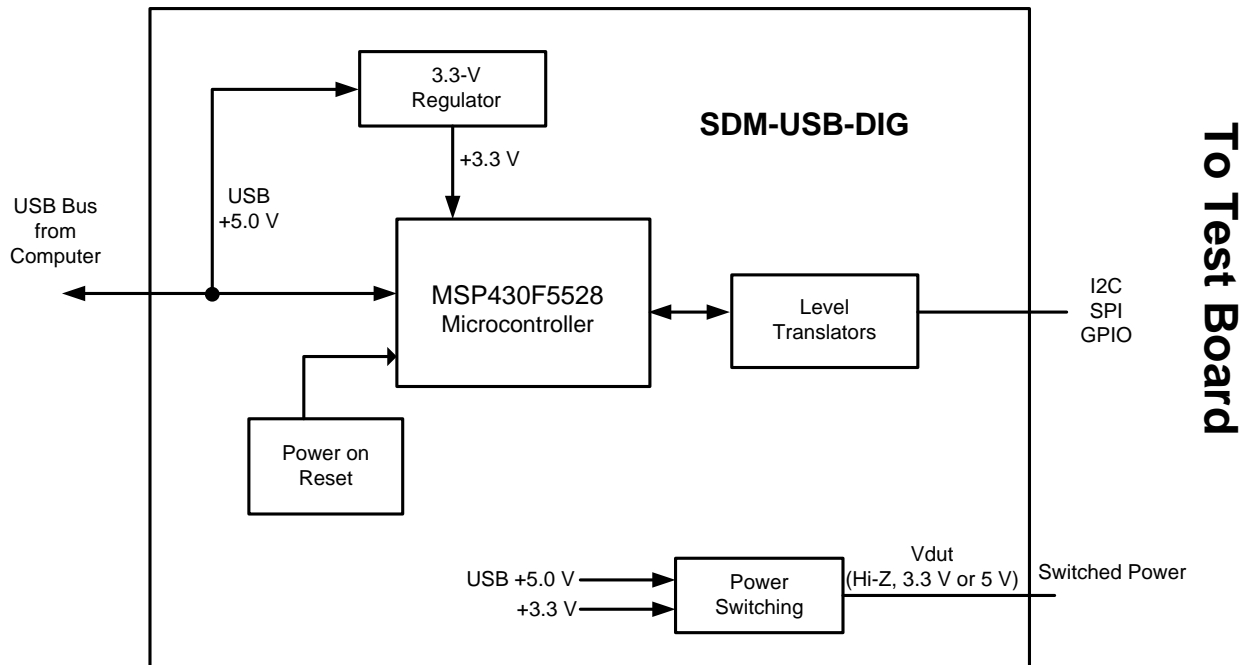 3.3-V
Regulator
SDM-USB-DIG
+3.3 V
USB
+5.0 V
USB Bus
from
Computer
MSP430F5528
Microcontroller
Level
Translators
I2C
SPI
GPIO
To Test Board
Power on
Reset
USB +5.0 V
+3.3 V
Power
Switching
Vdut
(Hi-Z, 3.3 V or 5 V)
Switched Power